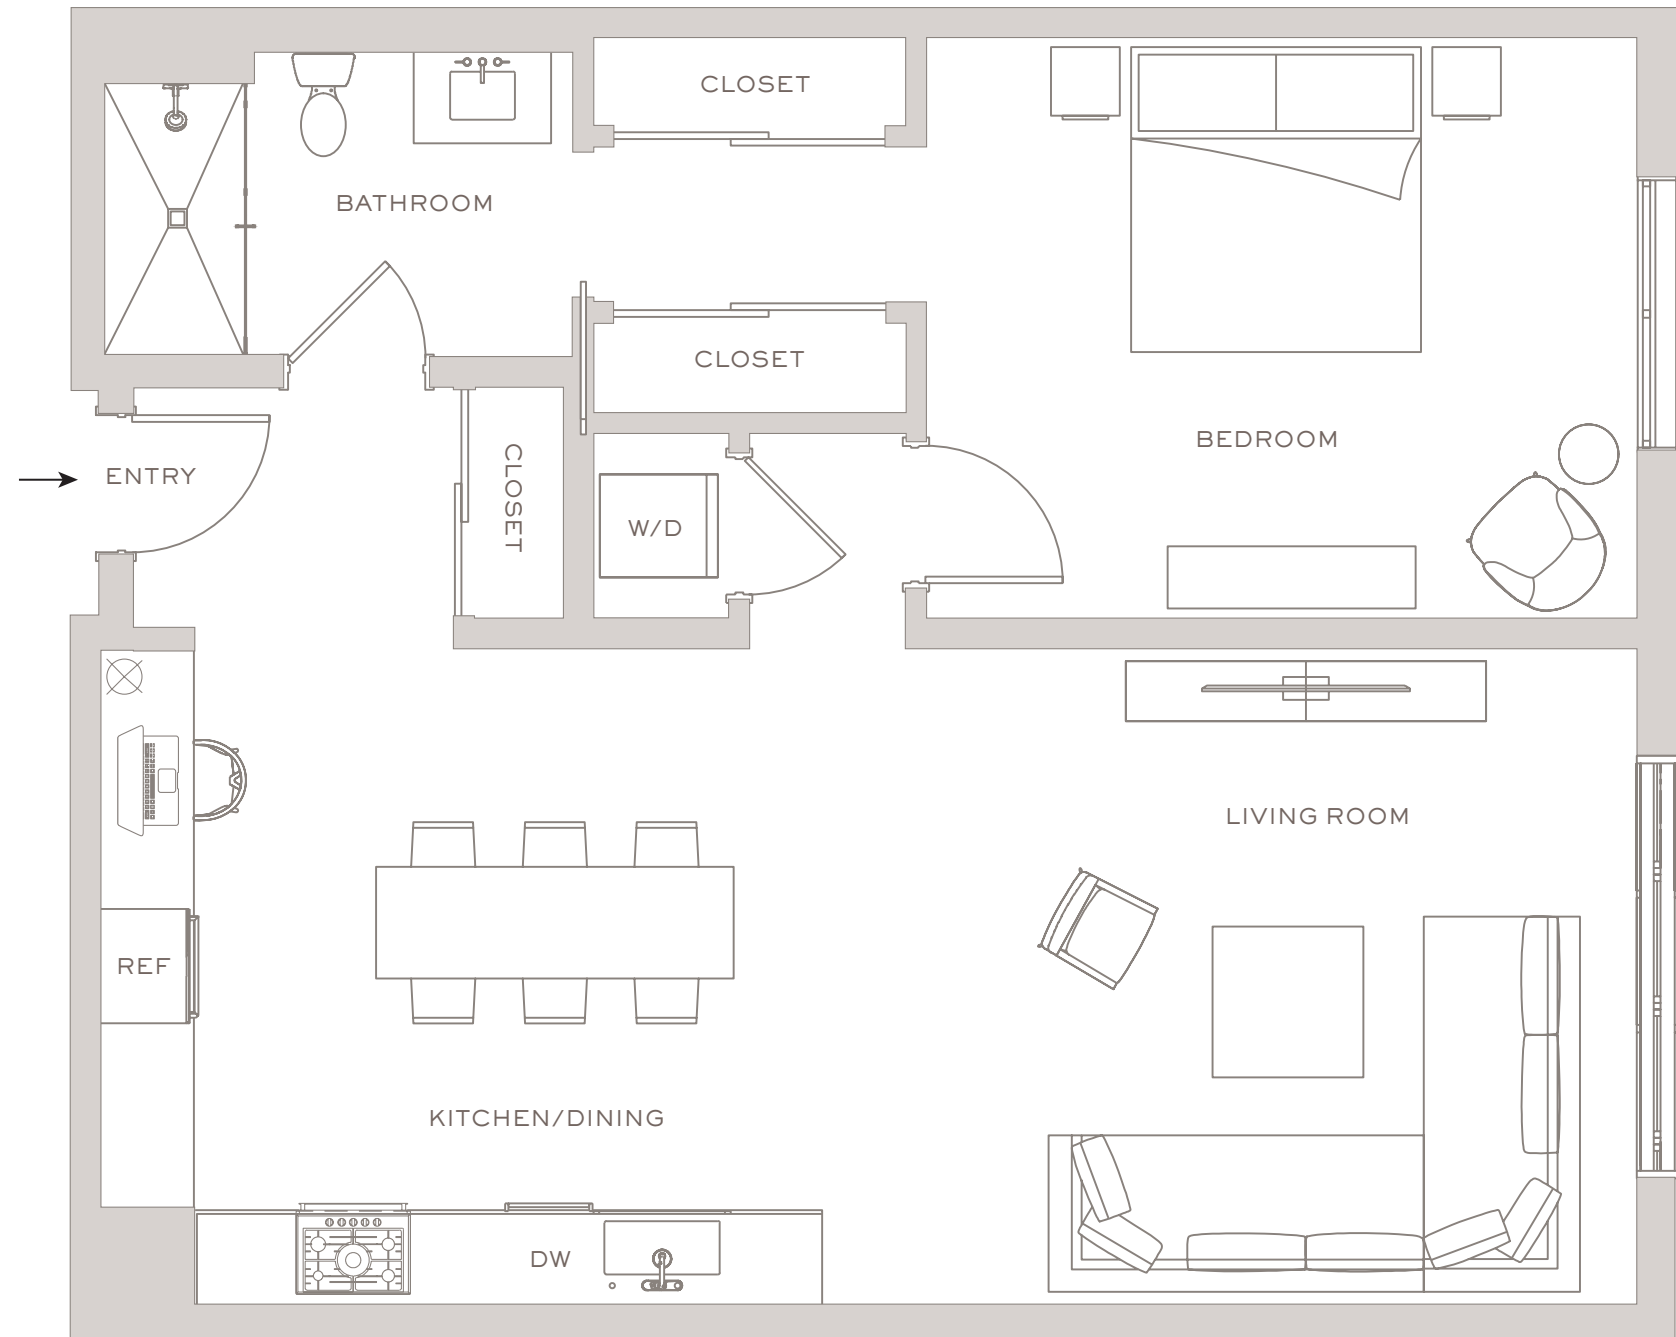 CLOSET
BATHROOM
CLOSET
BEDROOM
ENTRY
CLOSET
W/D
LIVING ROOM
REF
KITCHEN/DINING
DW